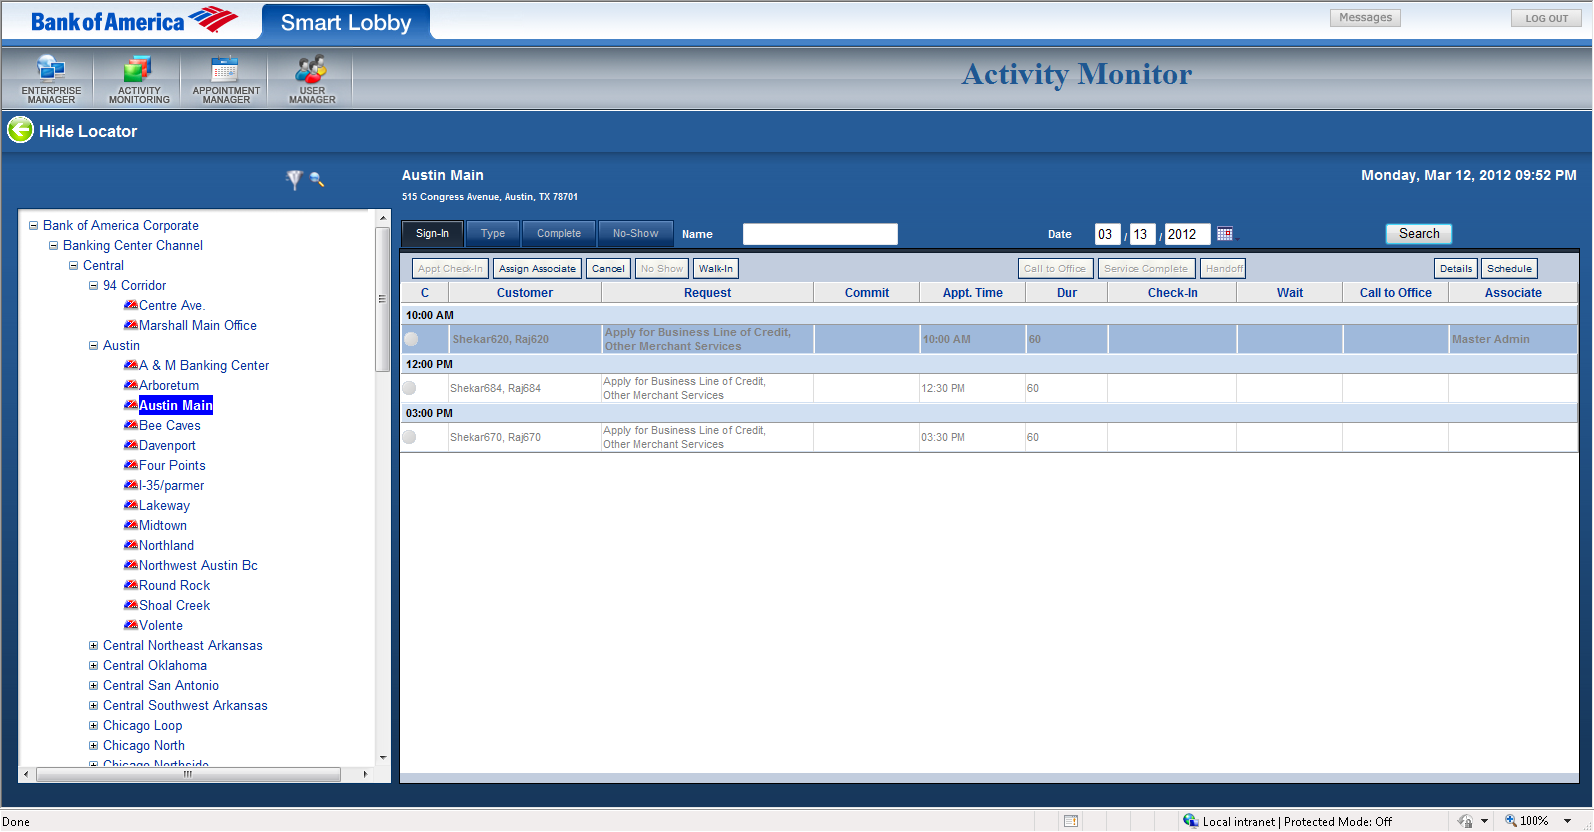 Bank of America Smart Lobby Messages LOG OUT
ENTERPRISE MANAGER
ACTIVITY MONITORING
APPOINTMENT MANAGER
USER MANAGER
Activity Monitor
Hide Locator
Austin Main Monday, Mar 12, 2012 09:52 PM
515 Congress Avenue, Austin, TX 78701
Bank of America Corporate
Banking Center Channel
Central
94 Corridor
Centre Ave.
Marshall Main Office
Austin
A & M Banking Center
Arboretum
Austin Main
Bee Caves
Davenport
Four Points
I-35/parmer
Lakeway
Midtown
Northland
Northwest Austin Bc
Round Rock
Shoal Creek
Volente
Central Northeast Arkansas
Central Oklahoma
Central San Antonio
Central Southwest Arkansas
Chicago Loop
Chicago North
Chicago Northside
Sign-In Type Complete No-Show Name Date 03 / 13 / 2012 Search
Appt Check-In Assign Associate Cancel No Show Walk-In Call to Office Service Complete Handoff Details Schedule
C Customer Request Commit Appt. Time Dur Check-In Wait Call to Office Associate
10:00 AM
Shekar620, Raj620 Apply for Business Line of Credit, Other Merchant Services 10:00 AM 60 Master Admin
12:00 PM
Shekar684, Raj684 Apply for Business Line of Credit, Other Merchant Services 12:30 PM 60
03:00 PM
Shekar670, Raj670 Apply for Business Line of Credit, Other Merchant Services 03:30 PM 60
Done Local intranet | Protected Mode: Off 100%